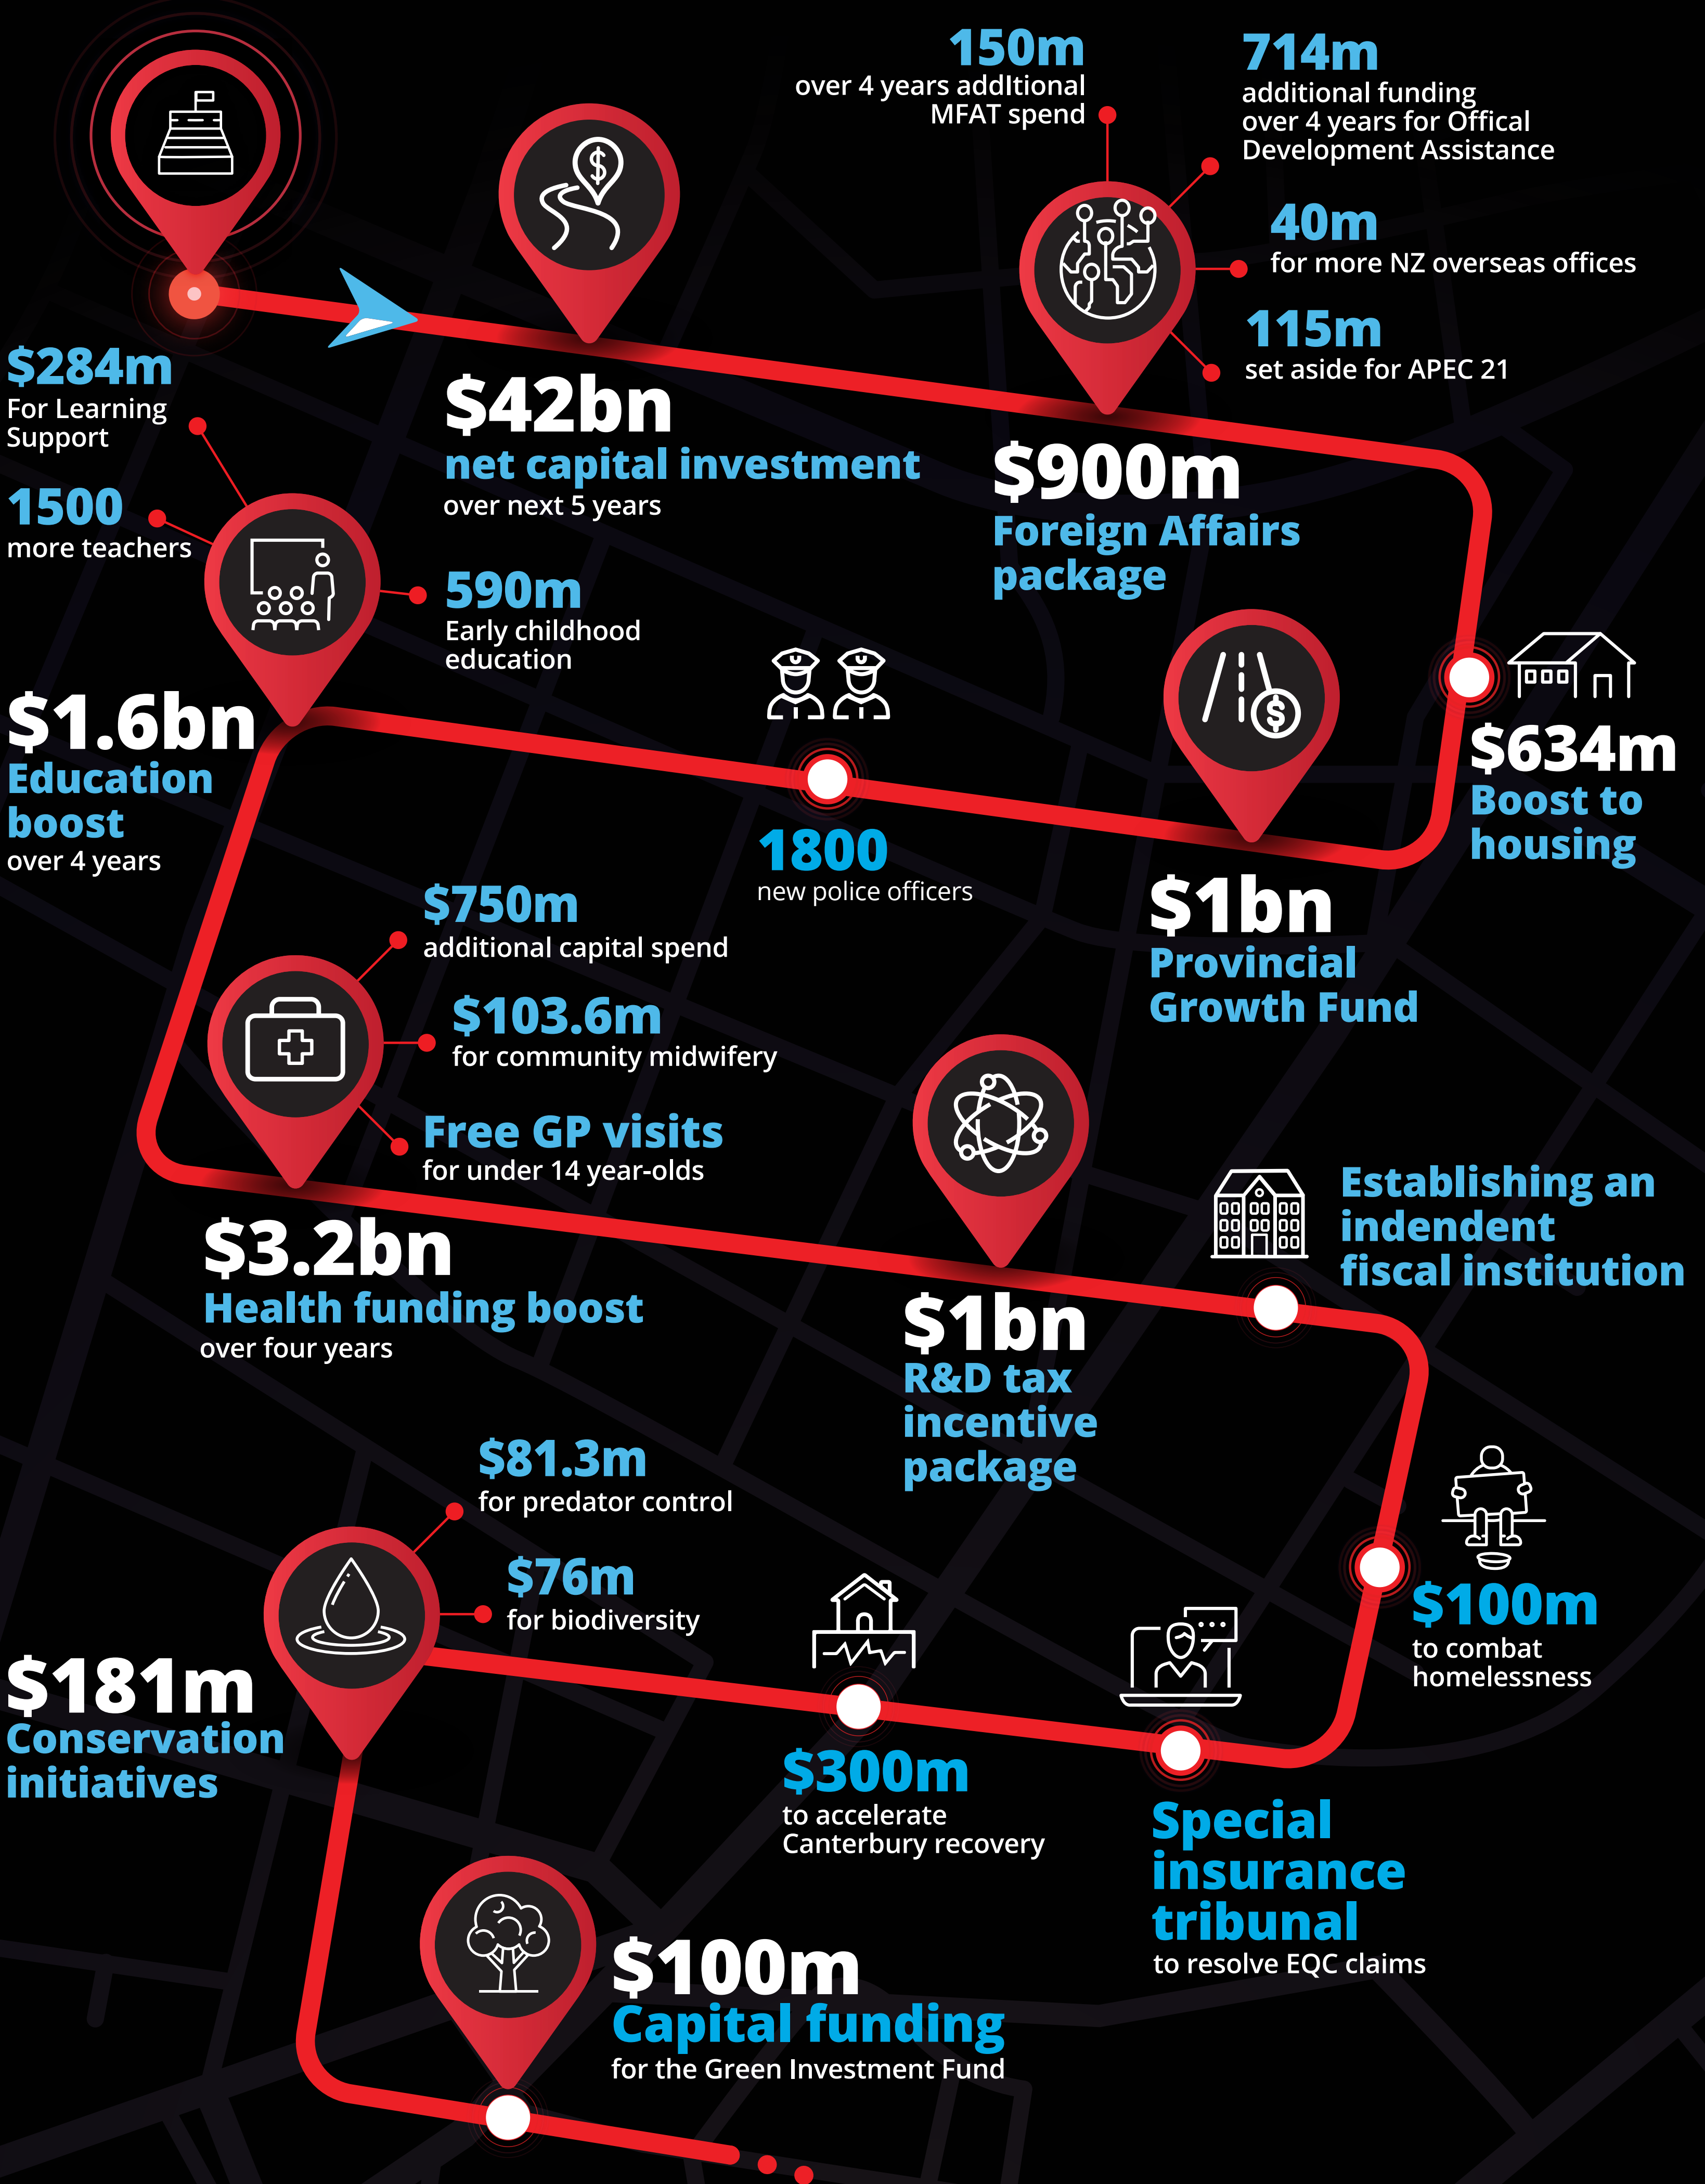 150m
over 4 years addItional
MFAT spend
714m
additional funding
over 4 years for Offical
Development Assistance
40m
for more NZ overseas offices
115m
set aside for APEC 21
$42bn
net capital investment
over next 5 years
$900m
Foreign Affairs
package
$284m
For Learning
Support
1500
more teachers
590m
Early childhood
education
$1.6bn
Education
boost
over 4 years
1800
new police officers
$1bn
Provincial
Growth Fund
$634m
Boost to
housing
$750m
additional capital spend
$103.6m
for community midwifery
Free GP visits
for under 14 year-olds
$3.2bn
Health funding boost
over four years
$1bn
R&D tax
incentive
package
Establishing an
indendent
fiscal institution
$100m
to combat
homelessness
$81.3m
for predator control
$76m
for biodiversity
$181m
Conservation
initiatives
$300m
to accelerate
Canterbury recovery
Special
insurance
tribunal
to resolve EQC claims
$100m
Capital funding
for the Green Investment Fund